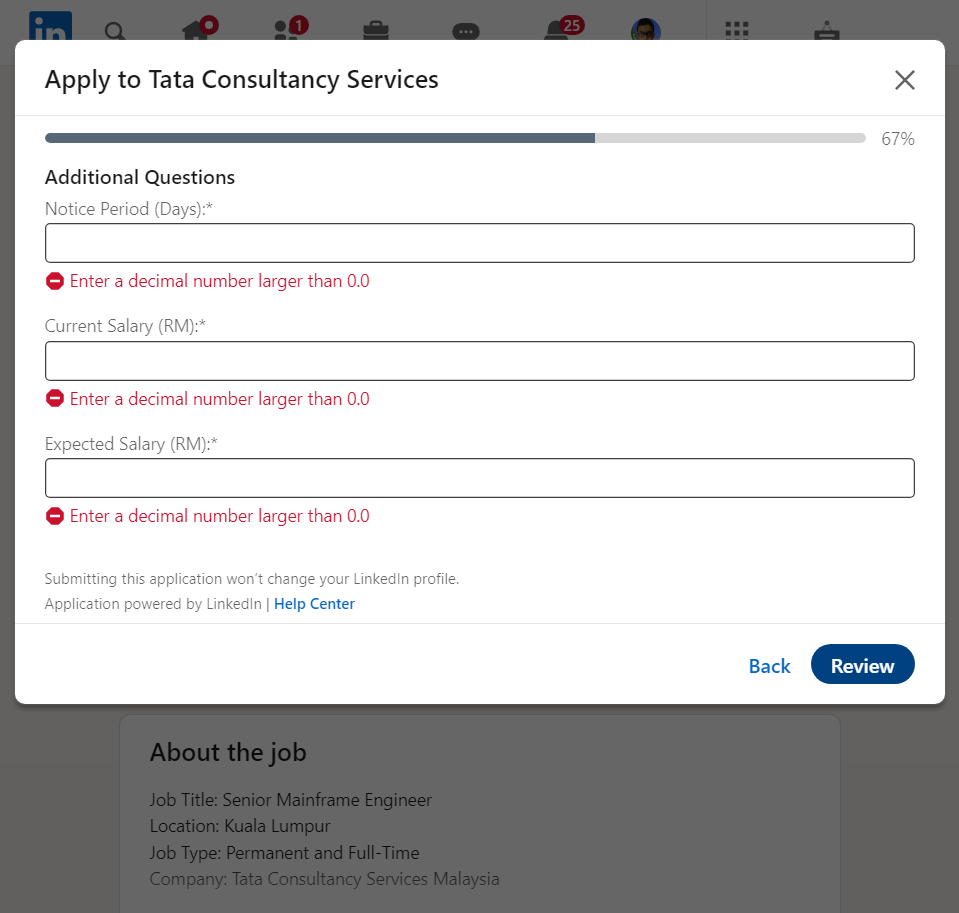 in
1
25
Apply to Tata Consultancy Services
67%
Additional Questions
Notice Period (Days):*
Enter a decimal number larger than 0.0
Current Salary (RM):*
Enter a decimal number larger than 0.0
Expected Salary (RM):*
Enter a decimal number larger than 0.0
Submitting this application won’t change your LinkedIn profile.
Application powered by LinkedIn | Help Center
Back
Review
About the job
Job Title: Senior Mainframe Engineer
Location: Kuala Lumpur
Job Type: Permanent and Full-Time
Company: Tata Consultancy Services Malaysia